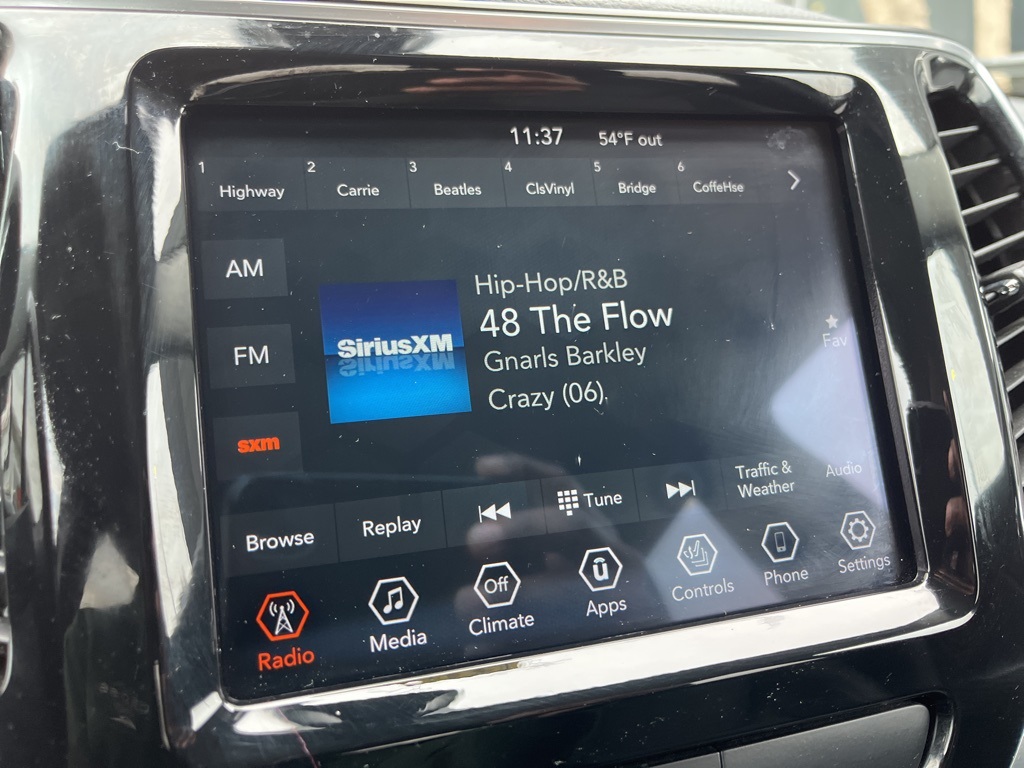 11:37 54°F out
1 Highway 2 Carrie 3 Beatles 4 ClsVinyl 5 Bridge 6 CoffeHse
AM
FM
sxm
SiriusXM
Hip-Hop/R&B
48 The Flow
Gnarls Barkley
Crazy (06).
Fav
Browse Replay Tune Traffic & Weather Audio
Radio Media Off Climate Apps Controls Phone Settings